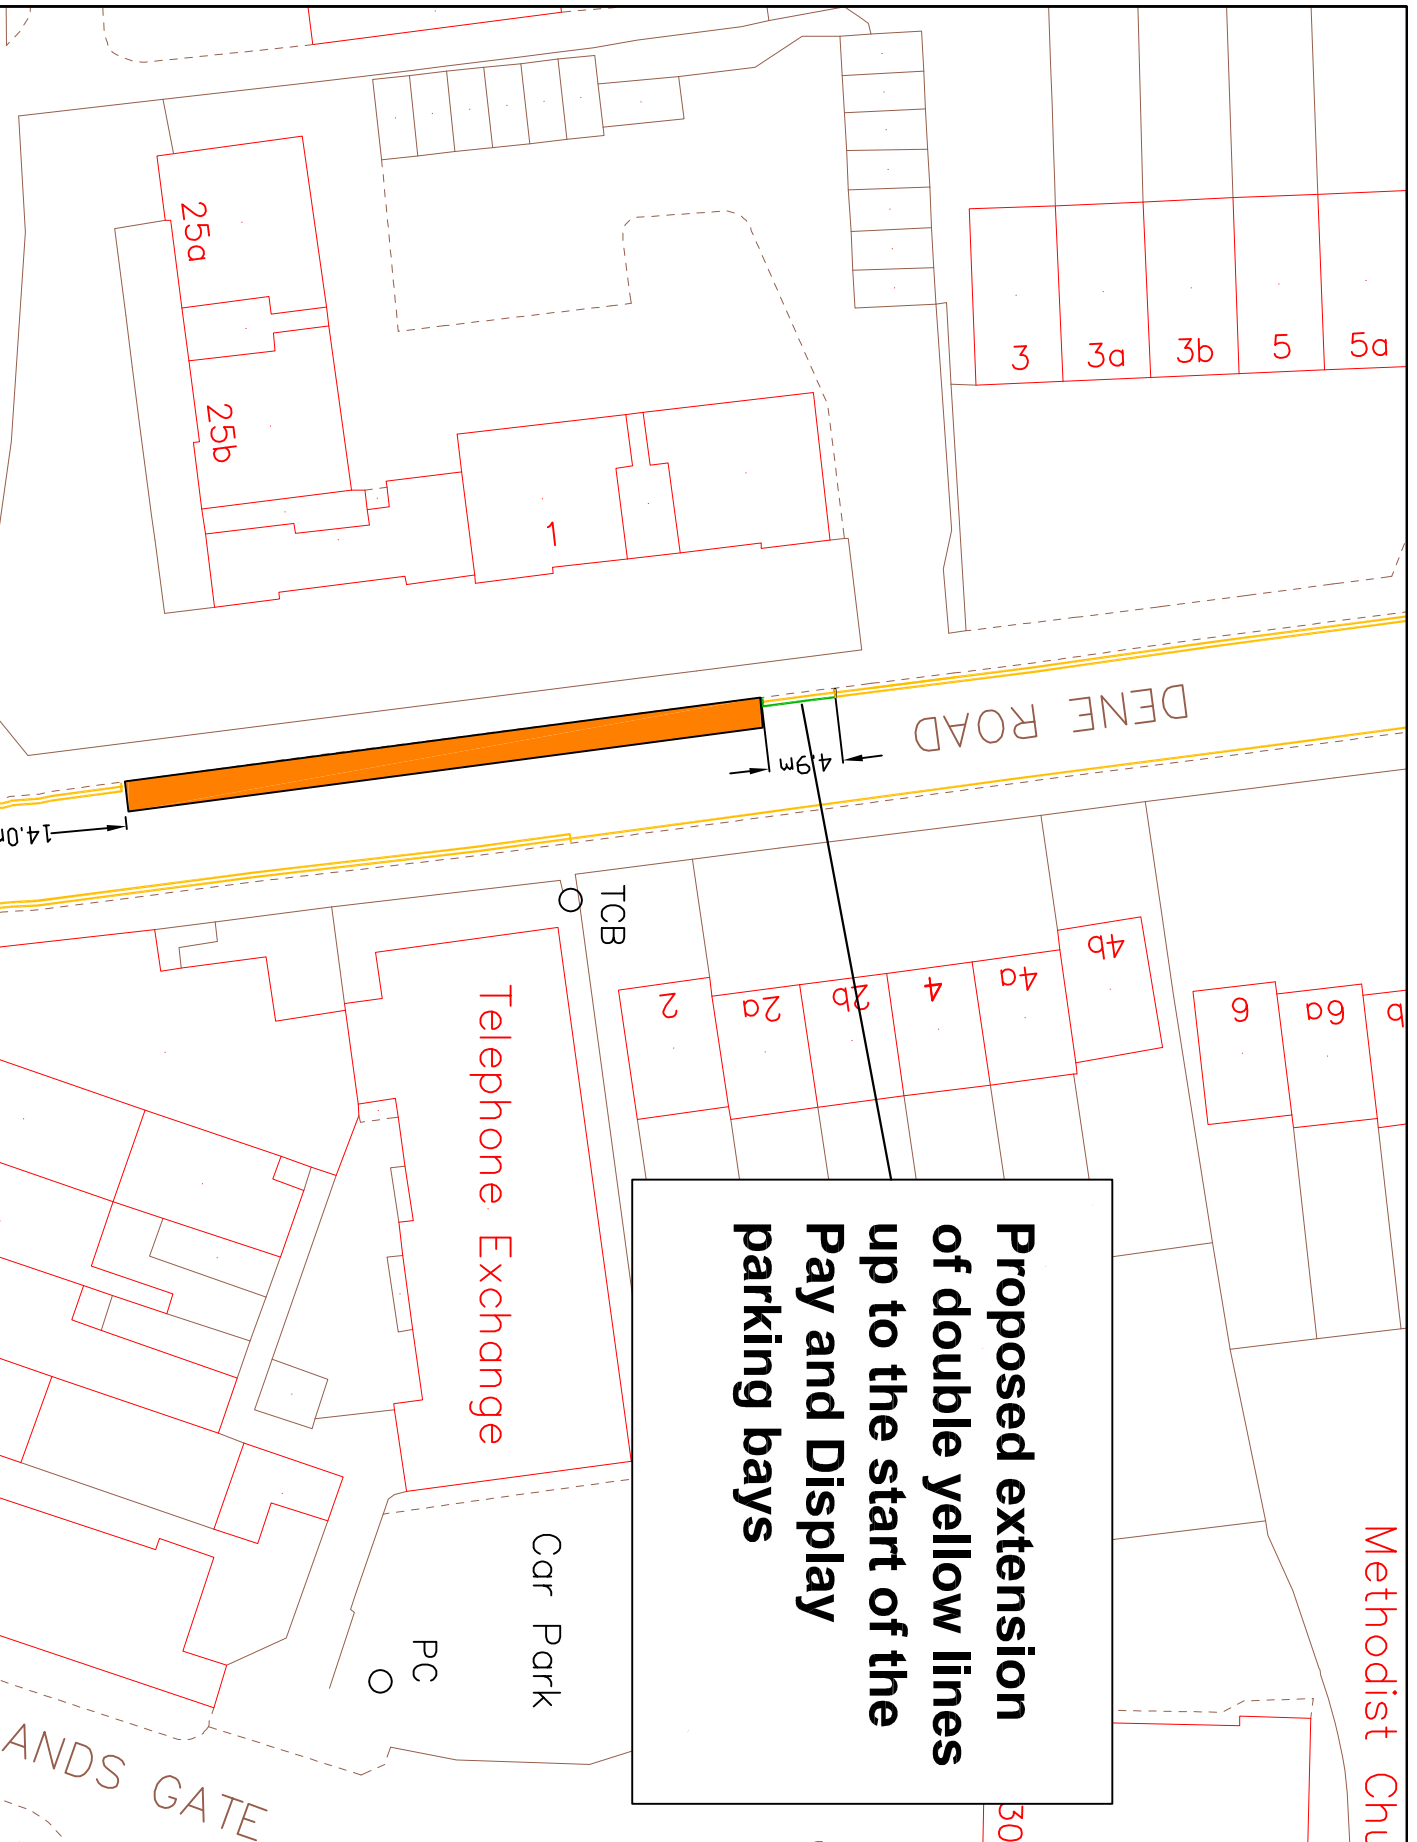 Proposed extension
of double yellow lines
up to the start of the
Pay and Display
parking bays
DENE ROAD
4.9m
14.0m
25a
25b
1
3
3a
3b
5
5a
TCB
2
2a
2b
4
4a
4b
6
6a
b
Telephone Exchange
Car Park
PC
Methodist Chu
ANDS GATE
30